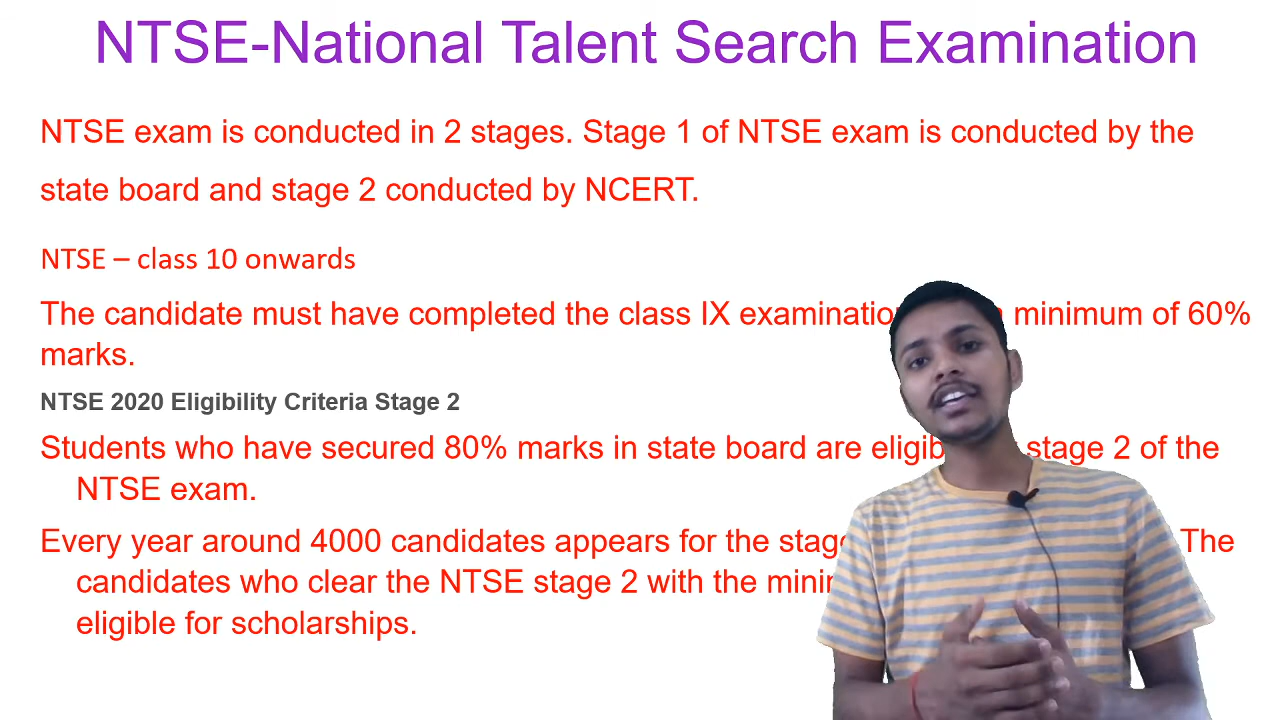 NTSE-National Talent Search Examination
NTSE exam is conducted in 2 stages. Stage 1 of NTSE exam is conducted by the
state board and stage 2 conducted by NCERT.
NTSE – class 10 onwards
The candidate must have completed the class IX minimum of 60%
marks.
NTSE 2020 Eligibility Criteria Stage 2
Students who have secured 80% marks in state board are stage 2 of the
NTSE exam.
Every year around 4000 candidates appears for the The
candidates who clear the NTSE stage 2 with the
eligible for scholarships.